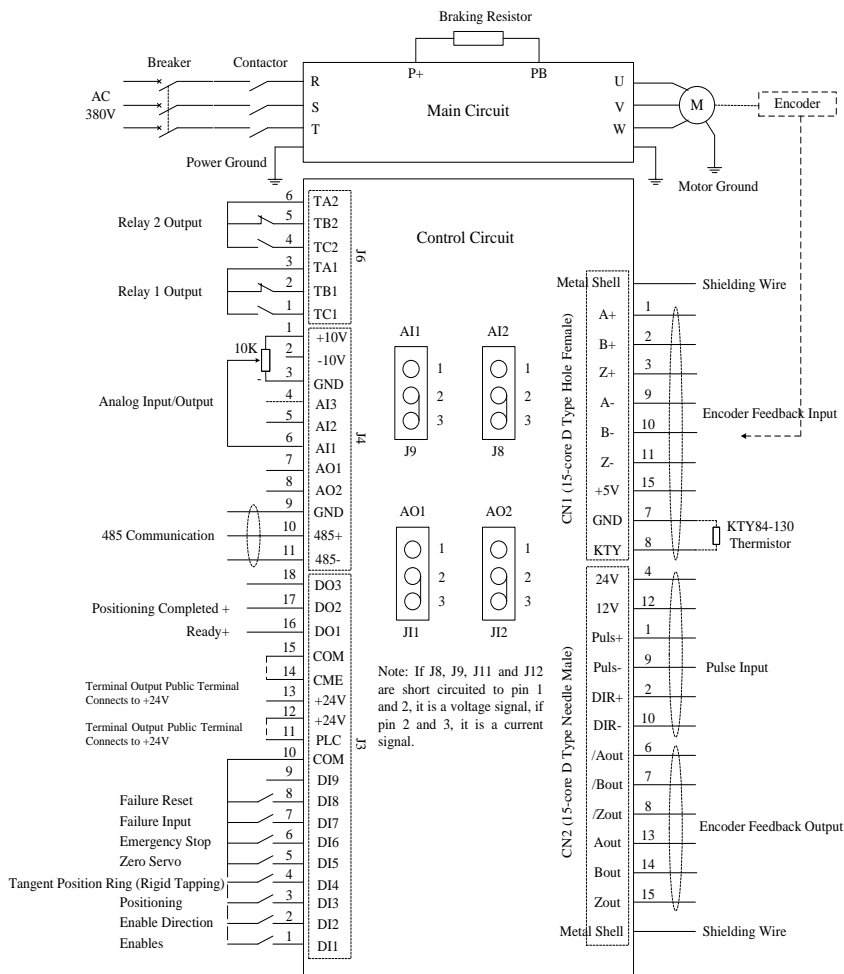 Braking Resistor
Breaker
Contactor
P+
PB
R
U
AC
380V
S
Main Circuit
V
M
Encoder
T
W
Power Ground
Motor Ground
6
TA2
Relay 2 Output
5
TB2
4
TC2
Control Circuit
J6
3
TA1
Relay 1 Output
2
TB1
1
TC1
1
+10V
10K
2
-10V
-
3
GND
4
AI3
Analog Input/Output
5
AI2
6
AI1
J4
7
AO1
8
AO2
9
GND
485 Communication
10
485+
11
485-
18
DO3
Positioning Completed +
17
DO2
Ready+
16
DO1
15
COM
14
CME
Terminal Output Public Terminal
Connects to +24V
13
+24V
12
+24V
Terminal Output Public Terminal
Connects to +24V
11
PLC
J3
10
COM
9
DI9
Failure Reset
8
DI8
Failure Input
7
DI7
Emergency Stop
6
DI6
Zero Servo
5
DI5
Tangent Position Ring (Rigid Tapping)
4
DI4
Positioning
3
DI3
Enable Direction
2
DI2
Enables
1
DI1
AI1
1
2
3
J9
AI2
1
2
3
J8
AO1
1
2
3
JI1
AO2
1
2
3
JI2
Note: If J8, J9, J11 and J12
are short circuited to pin 1
and 2, it is a voltage signal, if
pin 2 and 3, it is a current
signal.
Metal Shell
Shielding Wire
CN1 (15-core D Type Hole Female)
A+
1
B+
2
Z+
3
A-
9
Encoder Feedback Input
B-
10
Z-
11
+5V
15
GND
7
KTY84-130
Thermistor
KTY
8
CN2 (15-core D Type Needle Male)
24V
4
12V
12
Puls+
1
Puls-
9
Pulse Input
DIR+
2
DIR-
10
/Aout
6
/Bout
7
/Zout
8
Encoder Feedback Output
Aout
13
Bout
14
Zout
15
Metal Shell
Shielding Wire